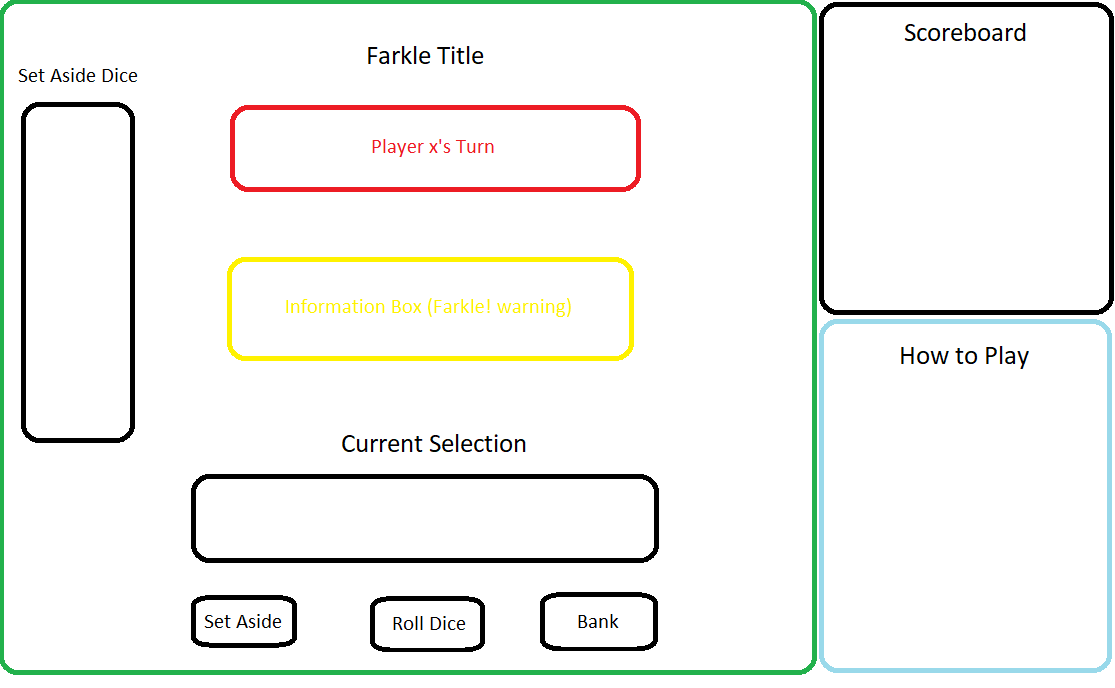 Farkle Title
Set Aside Dice
Player x's Turn
Information Box (Farkle! warning)
Current Selection
Set Aside
Roll Dice
Bank
Scoreboard
How to Play